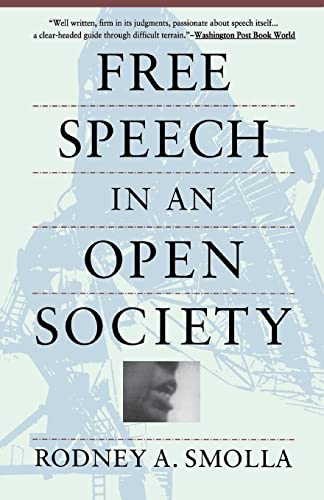 "Well written, firm in its judgments, passionate about speech itself...
a clear-headed guide through difficult terrain."–Washington Post Book World
FREE
SPEECH
IN AN
OPEN
SOCIETY
RODNEY A. SMOLLA